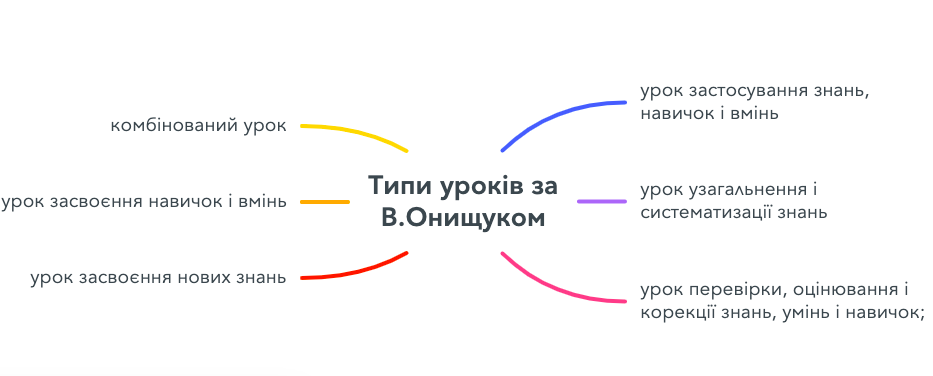 Типи уроків за
В.Онищуком
урок застосування знань,
навичок і вмінь
урок узагальнення і
систематизації знань
урок перевірки, оцінювання і
корекції знань, умінь і навичок;
комбінований урок
урок засвоєння навичок і вмінь
урок засвоєння нових знань